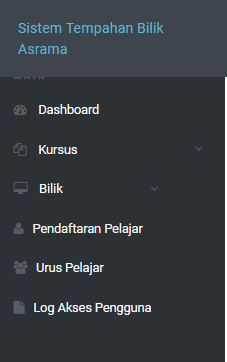 Sistem Tempahan Bilik
Asrama
Dashboard
Kursus
Bilik
Pendaftaran Pelajar
Urus Pelajar
Log Akses Pengguna